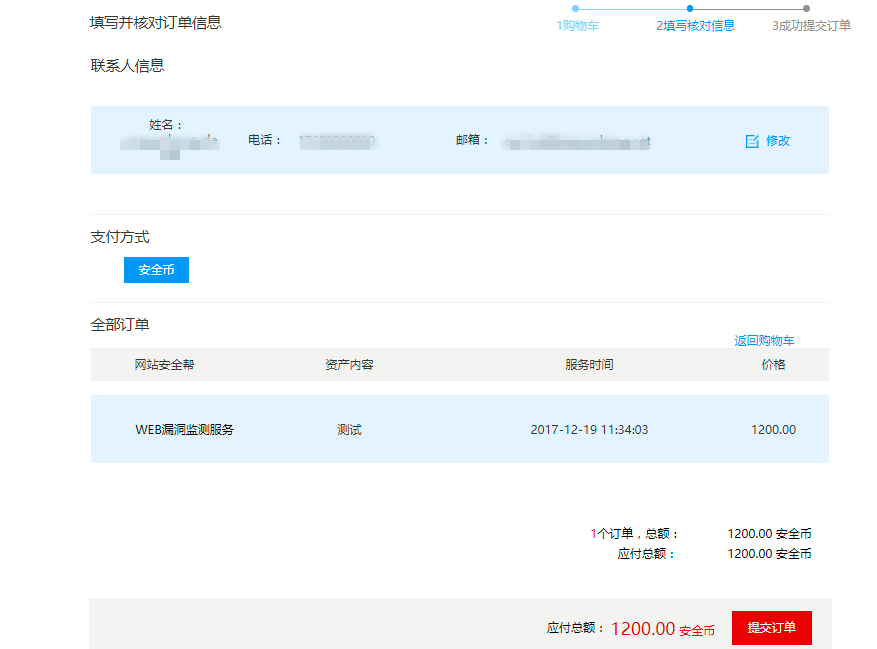 填写并核对订单信息
1购物车 2填写核对信息 3成功提交订单
联系人信息
姓名：
电话： 邮箱： 修改
支付方式
安全币
全部订单
返回购物车
网站安全帮 资产内容 服务时间 价格
WEB漏洞监测服务 测试 2017-12-19 11:34:03 1200.00
1个订单，总额： 1200.00 安全币
应付总额： 1200.00 安全币
应付总额： 1200.00 安全币 提交订单